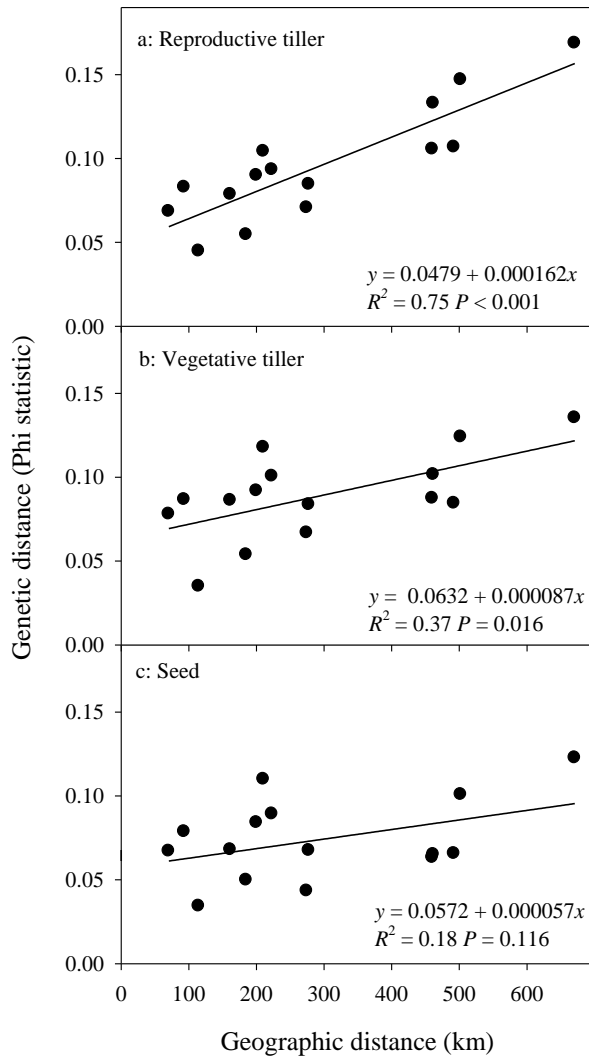 a: Reproductive tiller
0.15
0.10
0.05
0.00
y = 0.0479 + 0.000162x
R² = 0.75 P < 0.001
b: Vegetative tiller
0.15
0.10
0.05
0.00
y = 0.0632 + 0.000087x
R² = 0.37 P = 0.016
Genetic distance (Phi statistic)
c: Seed
0.15
0.10
0.05
0.00
y = 0.0572 + 0.000057x
R² = 0.18 P = 0.116
0 100 200 300 400 500 600
Geographic distance (km)